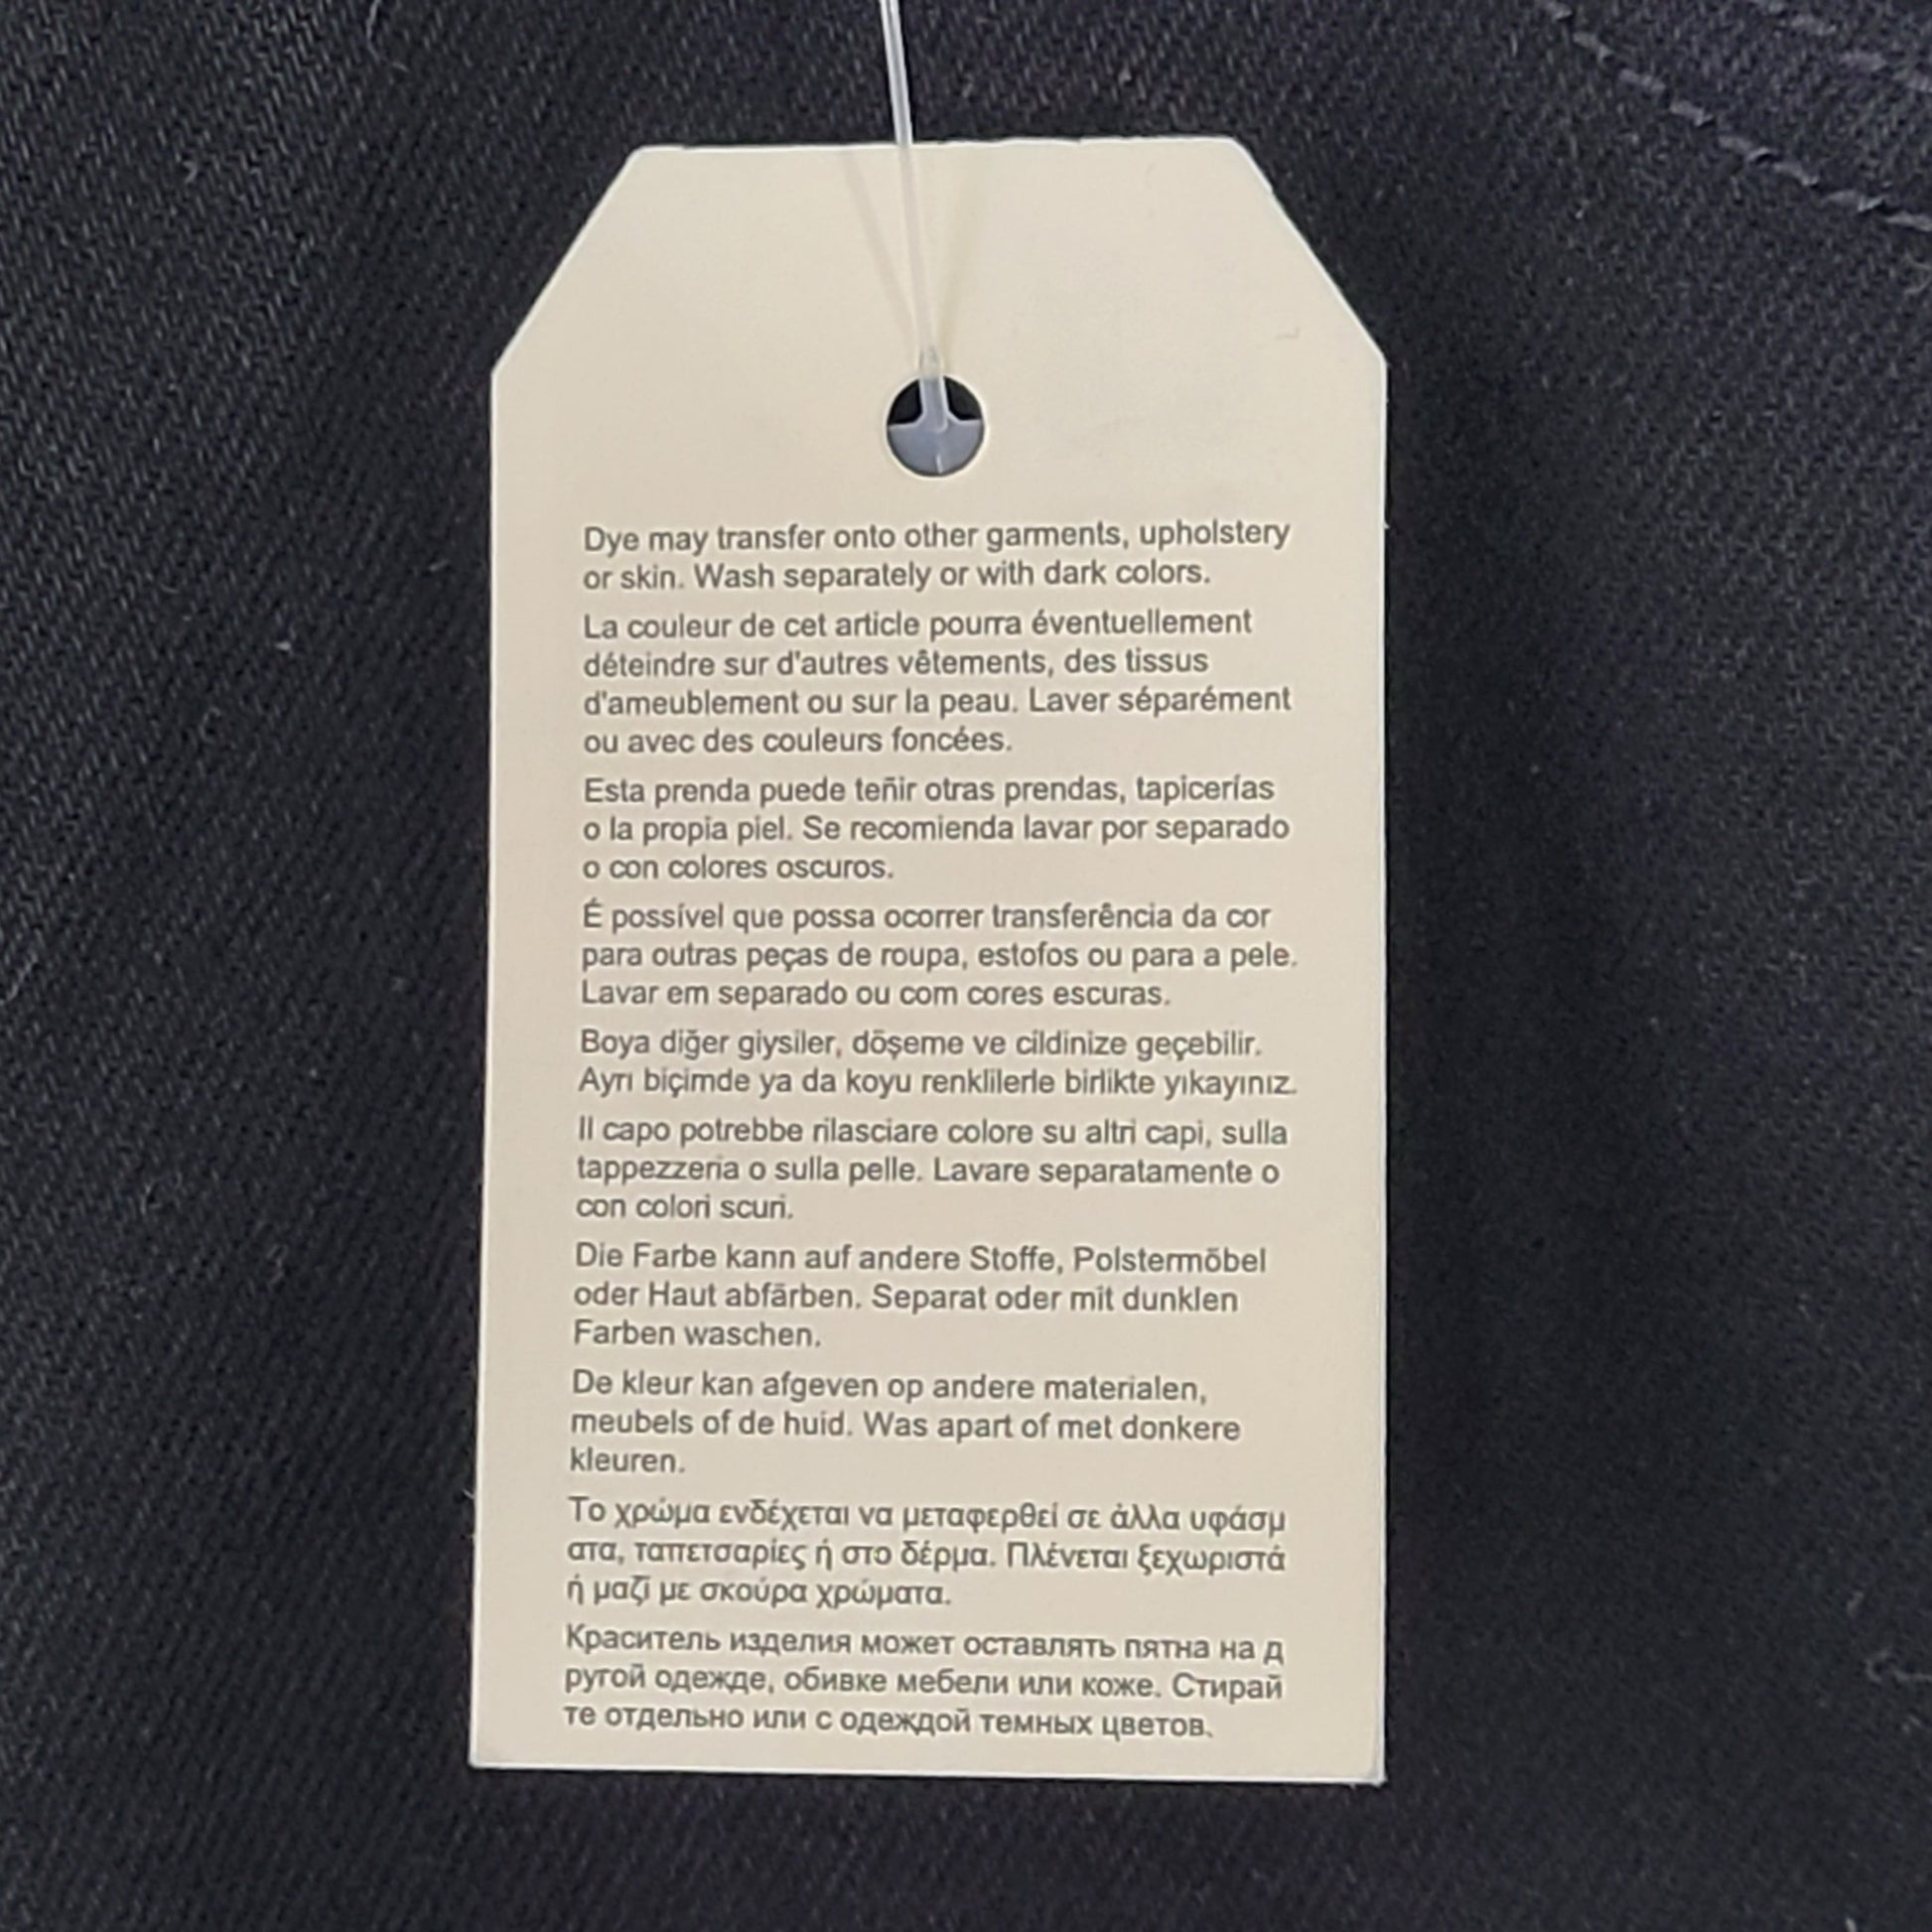 Dye may transfer onto other garments, upholstery
or skin. Wash separately or with dark colors.
La couleur de cet article pourra éventuellement
déteindre sur d'autres vêtements, des tissus
d'ameublement ou sur la peau. Laver séparément
ou avec des couleurs foncées.
Esta prenda puede teñir otras prendas, tapicerías
o la propia piel. Se recomienda lavar por separado
o con colores oscuros.
É possível que possa ocorrer transferência da cor
para outras peças de roupa, estofos ou para a pele.
Lavar em separado ou com cores escuras.
Boya diğer giysiler, döşeme ve cildinize geçebilir.
Ayrı biçimde ya da koyu renklilerle birlikte yıkayınız.
Il capo potrebbe rilasciare colore su altri capi, sulla
tappezzeria o sulla pelle. Lavare separatamente o
con colori scuri.
Die Farbe kann auf andere Stoffe, Polstermöbel
oder Haut abfärben. Separat oder mit dunklen
Farben waschen.
De kleur kan afgeven op andere materialen,
meubels of de huid. Was apart of met donkere
kleuren.
Το χρώμα ενδέχεται να μεταφερθεί σε άλλα υφάσμ
ατα, ταπετσαρίες ή στο δέρμα. Πλένεται ξεχωριστά
ή μαζί με σκούρα χρώματα.
Краситель изделия может оставлять пятна на д
ругой одежде, обивке мебели или коже. Стирай
те отдельно или с одеждой темных цветов.